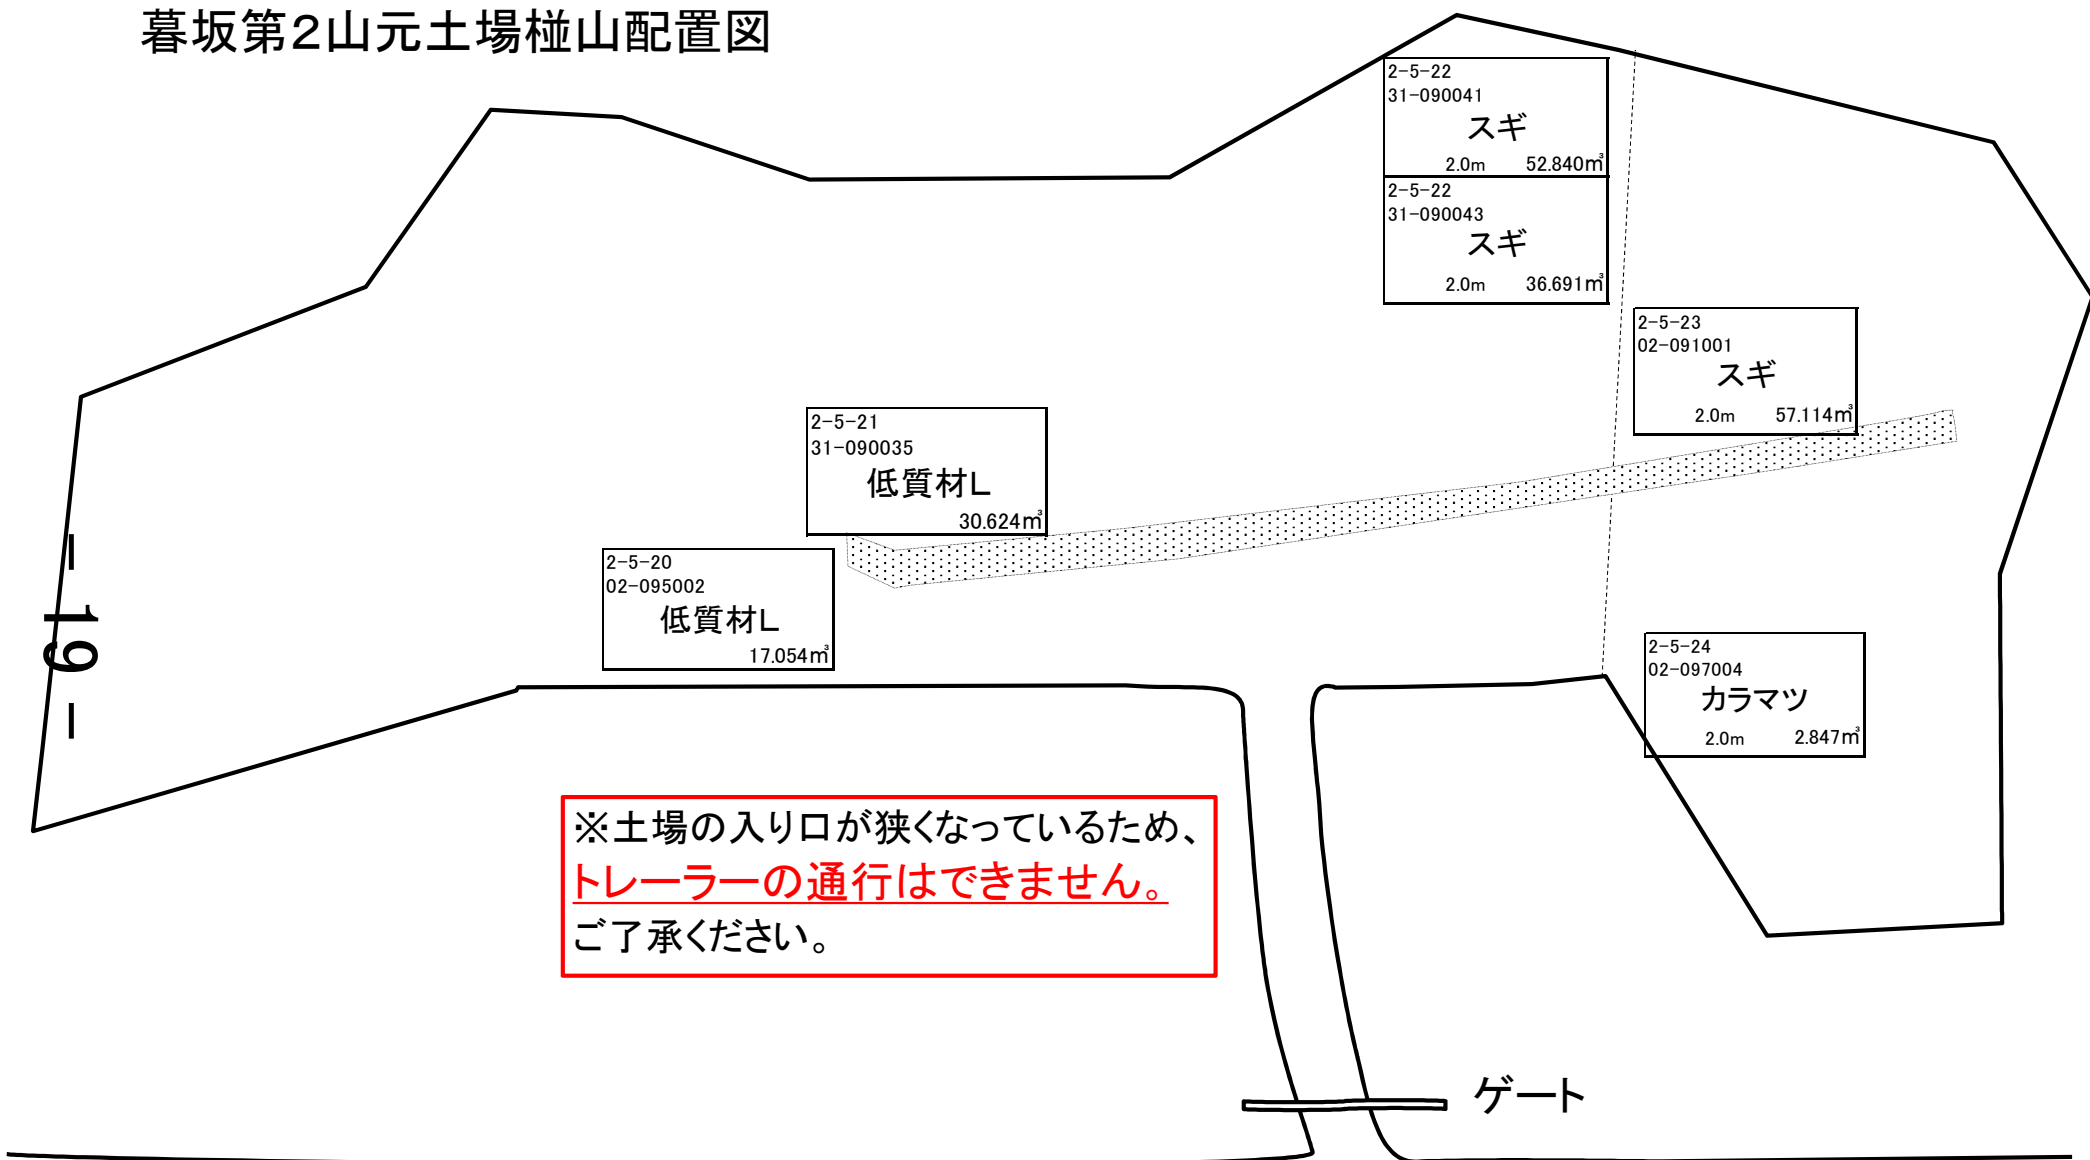 暮坂第2山元土場椪山配置図
2-5-22
31-090041
スギ
2.0m 52.840㎥
2-5-22
31-090043
スギ
2.0m 36.691㎥
2-5-23
02-091001
スギ
2.0m 57.114㎥
2-5-21
31-090035
低質材L
30.624㎥
2-5-20
02-095002
低質材L
17.054㎥
2-5-24
02-097004
カラマツ
2.0m 2.847㎥
- 19 -
※土場の入り口が狭くなっているため、
トレーラーの通行はできません。
ご了承ください。
ゲート